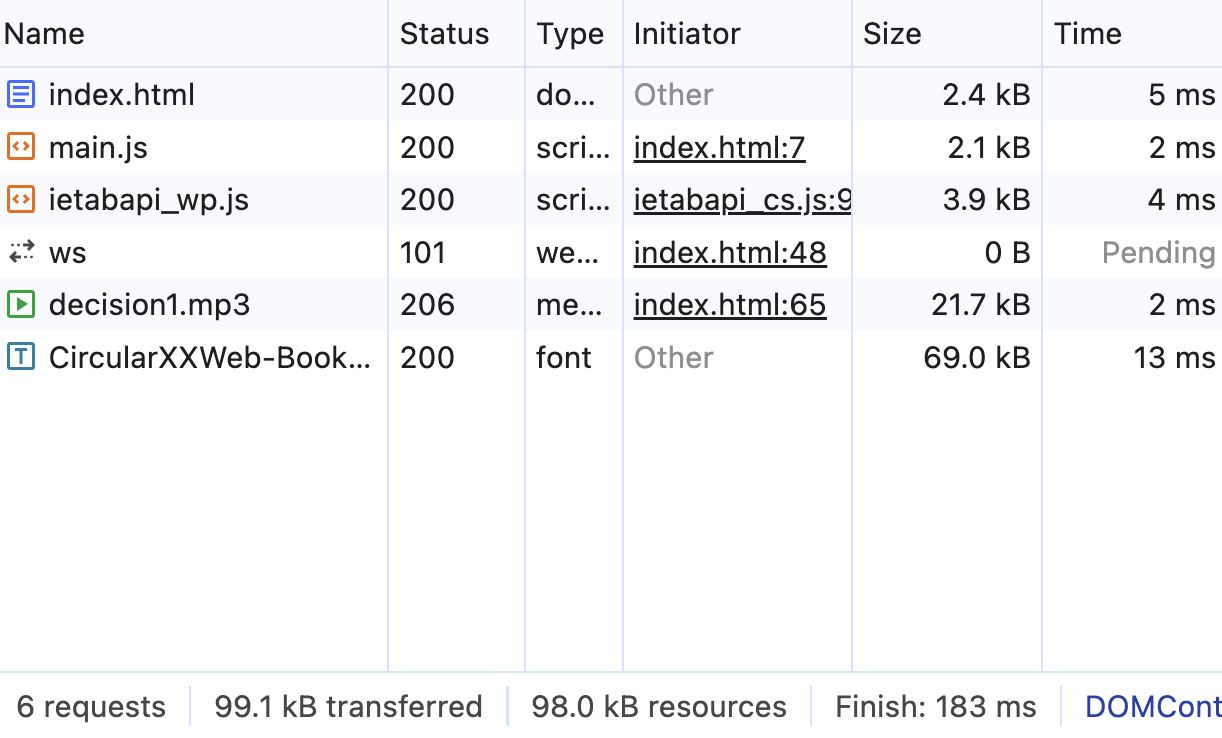 Name Status Type Initiator Size Time
index.html 200 do... Other 2.4 kB 5 ms
main.js 200 scri... index.html:7 2.1 kB 2 ms
ietabapi_wp.js 200 scri... ietabapi_cs.js:9 3.9 kB 4 ms
ws 101 we... index.html:48 0 B Pending
decision1.mp3 206 me... index.html:65 21.7 kB 2 ms
CircularXXWeb-Book... 200 font Other 69.0 kB 13 ms
6 requests 99.1 kB transferred 98.0 kB resources Finish: 183 ms DOMCont